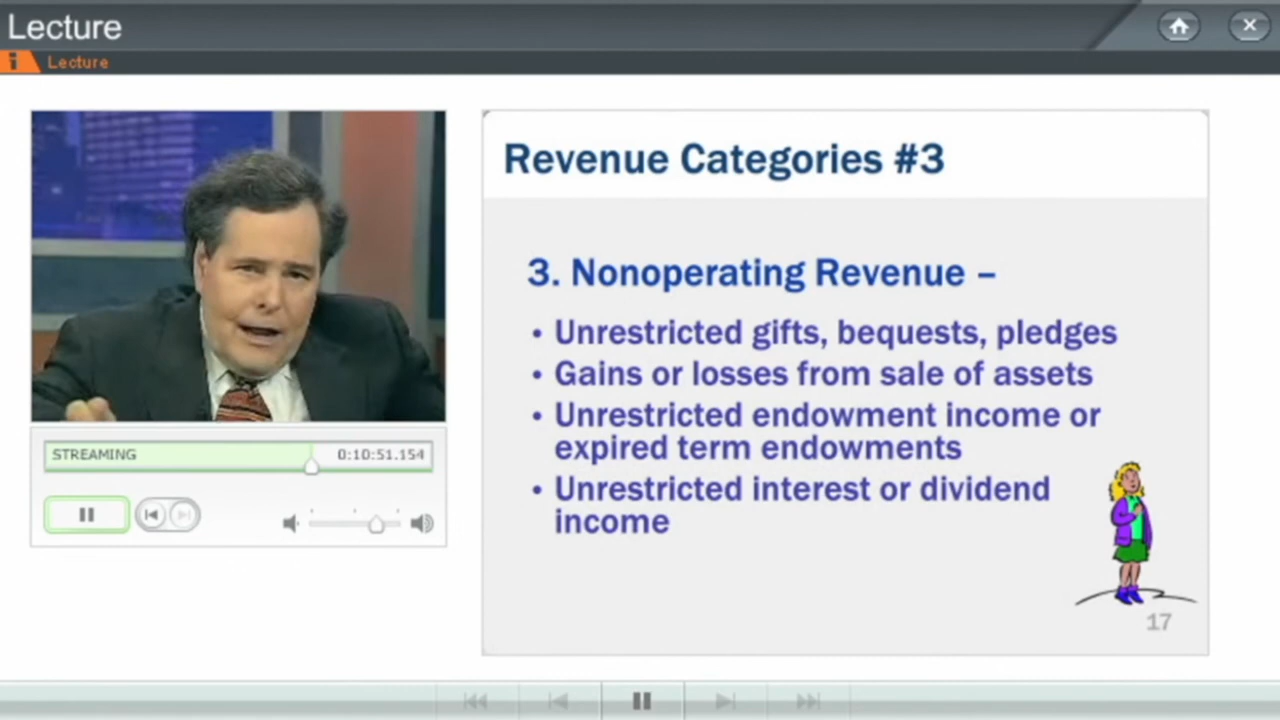 Lecture
i Lecture
STREAMING 0:10:51.154
Revenue Categories #3
3. Nonoperating Revenue –
• Unrestricted gifts, bequests, pledges
• Gains or losses from sale of assets
• Unrestricted endowment income or
expired term endowments
• Unrestricted interest or dividend
income
17